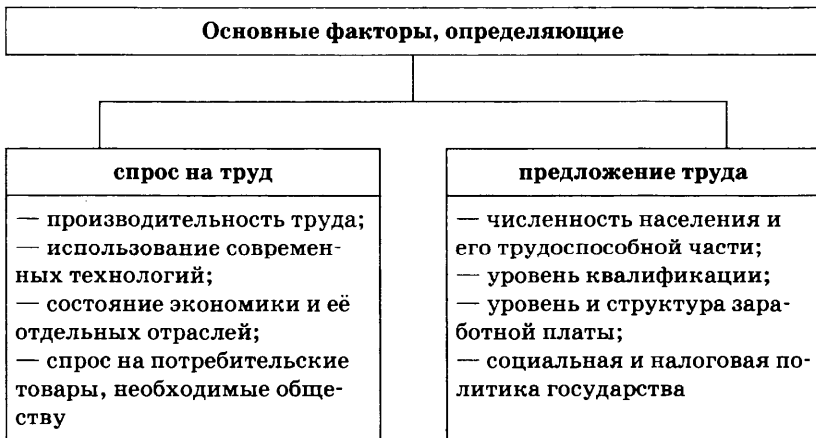 Основные факторы, определяющие
спрос на труд
— производительность труда;
— использование современ-
ных технологий;
— состояние экономики и её
отдельных отраслей;
— спрос на потребительские
товары, необходимые обще-
ству
предложение труда
— численность населения и
его трудоспособной части;
— уровень квалификации;
— уровень и структура зара-
ботной платы;
— социальная и налоговая по-
литика государства